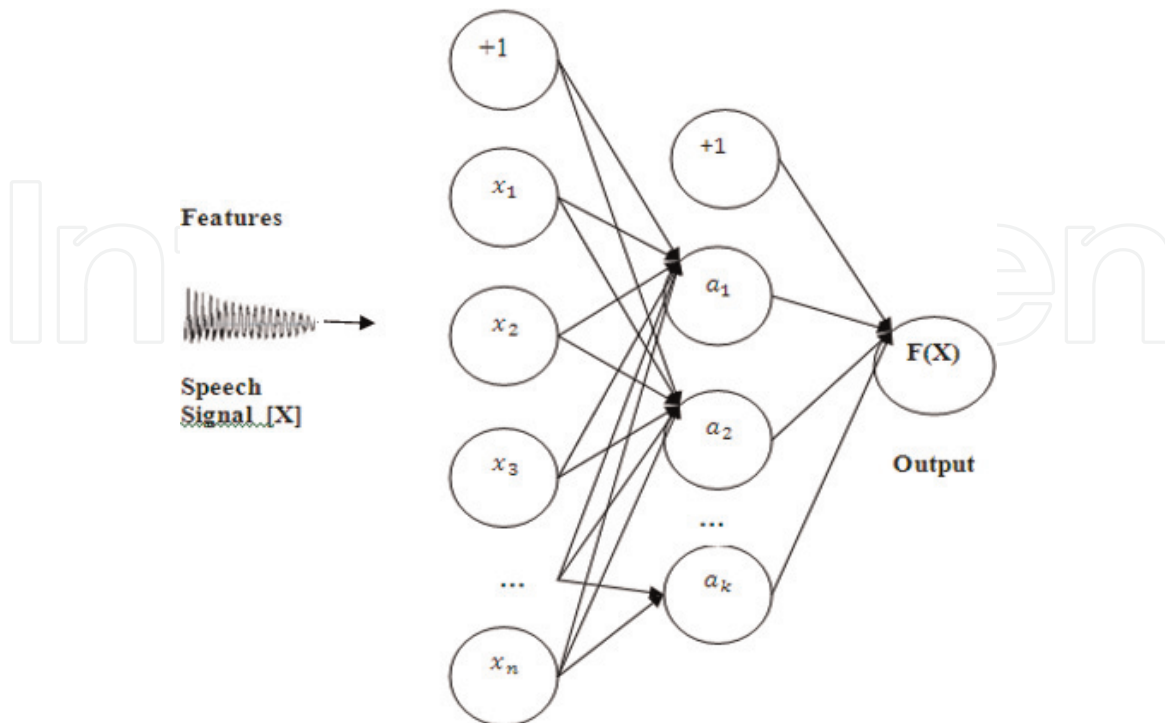 +1
+1
x₁
Features
a₁
x₂
F(X)
Speech
Signal [X]
a₂
x₃
Output
...
...
aₖ
xₙ